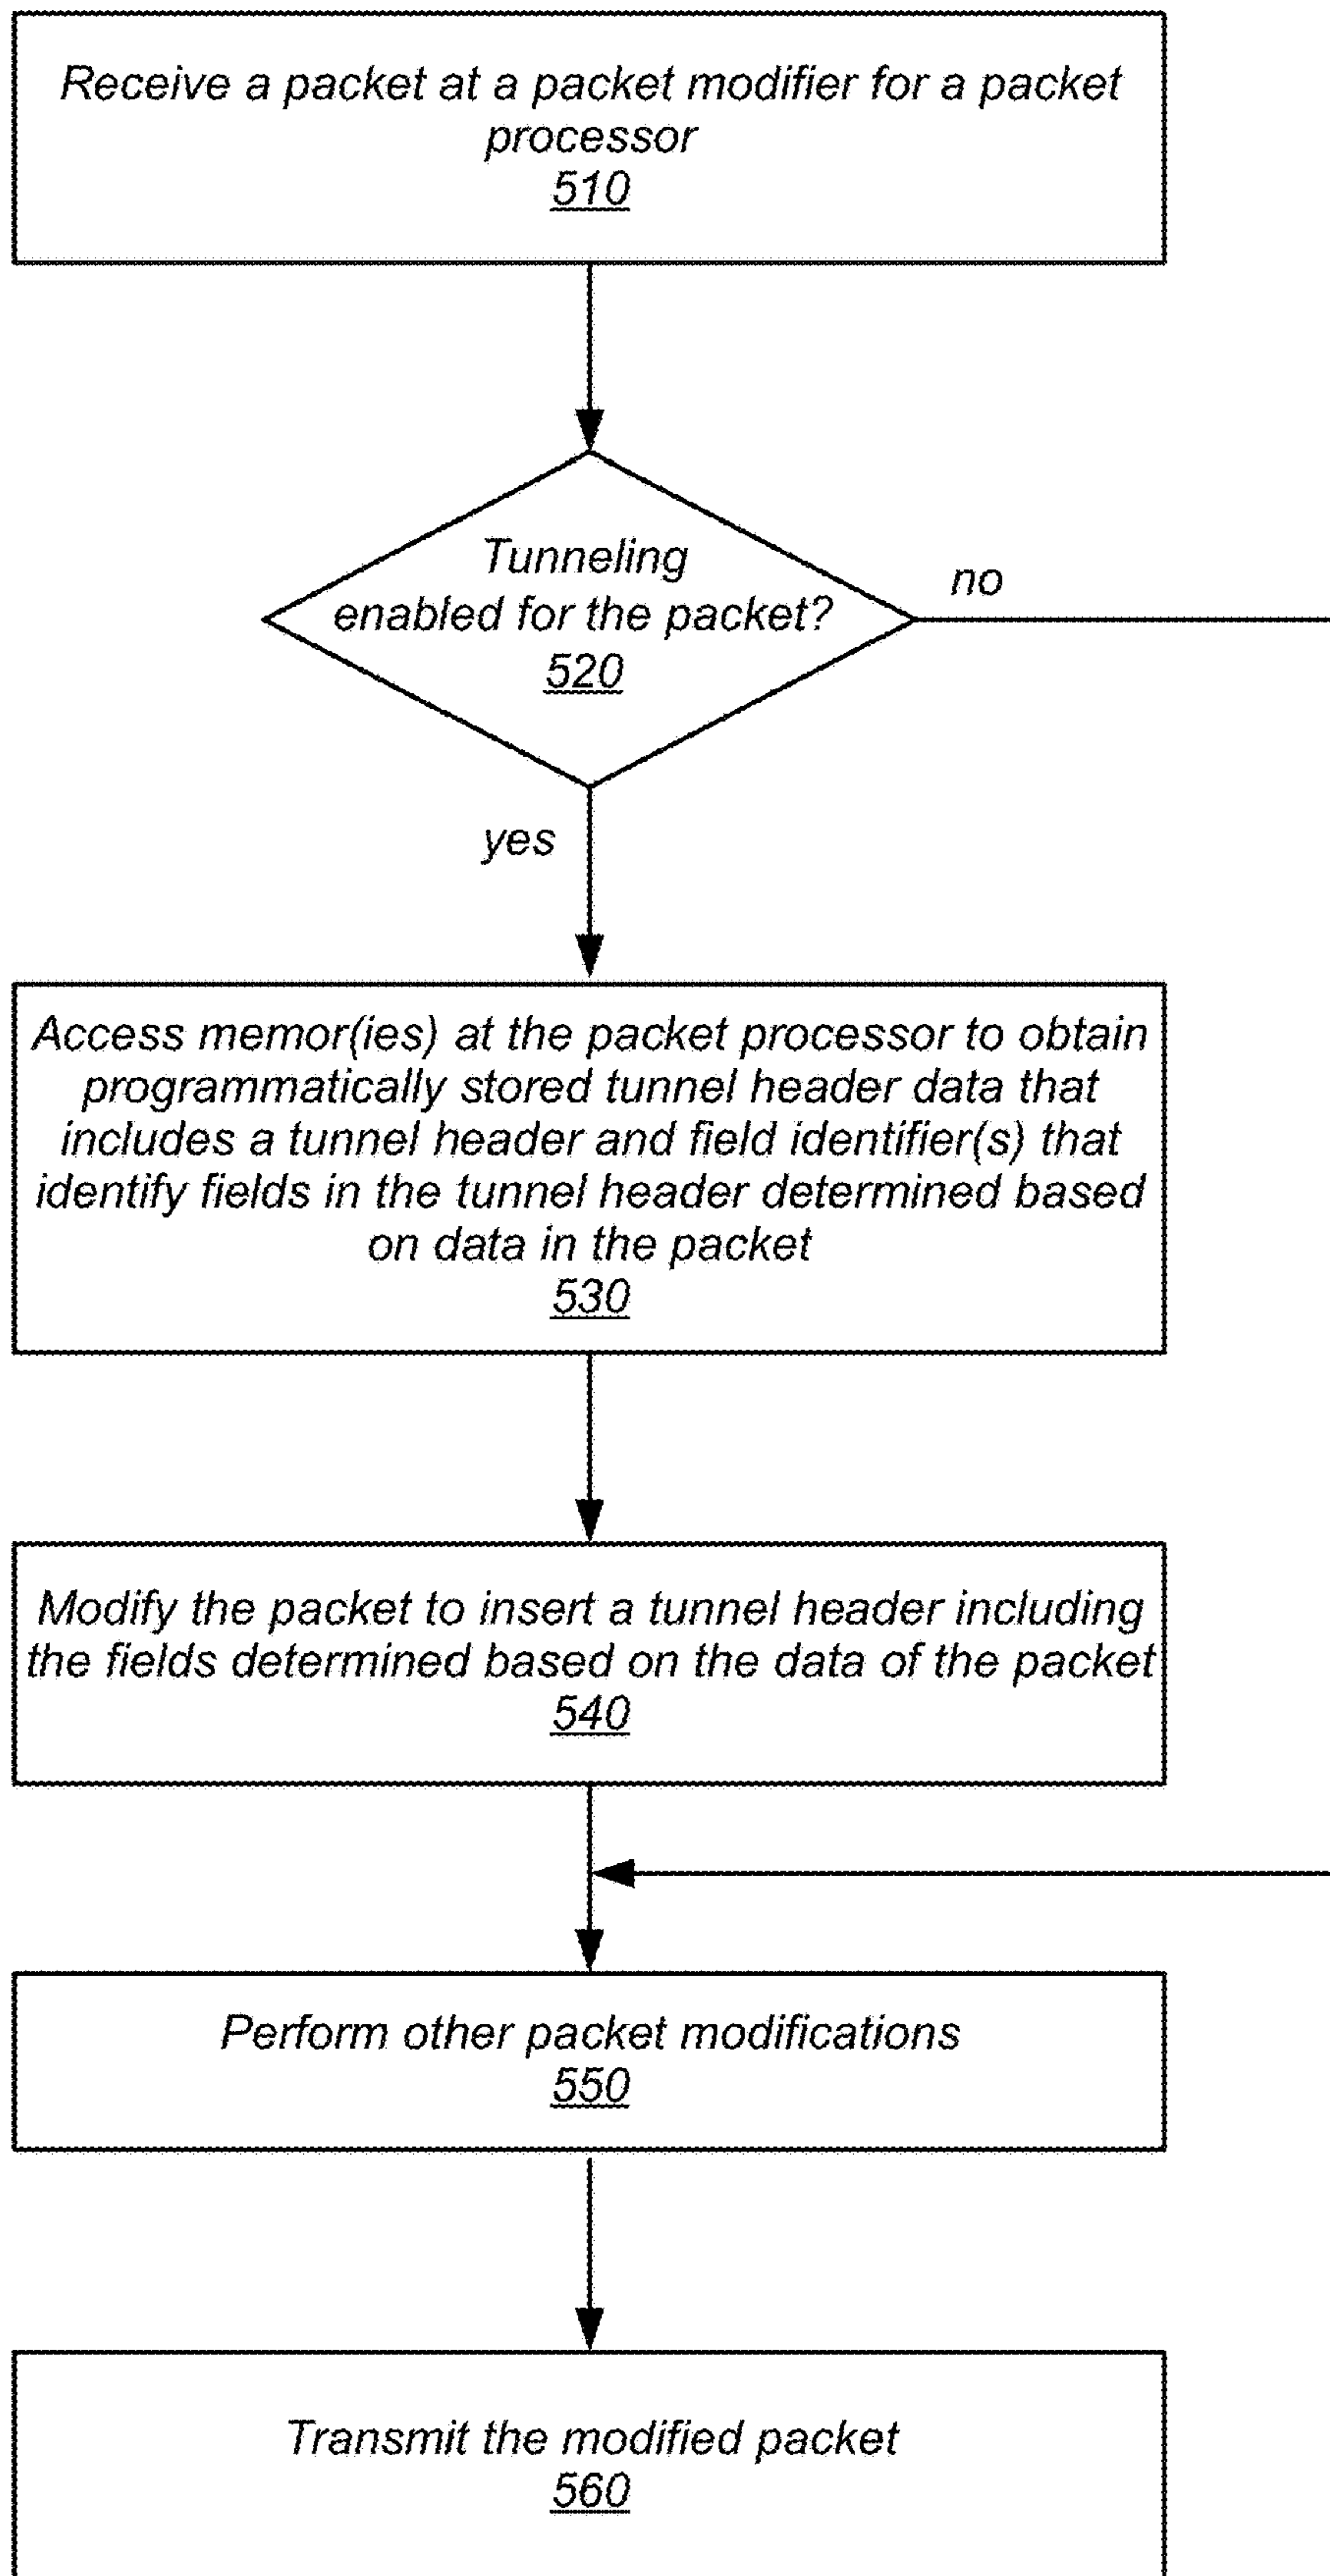 Receive a packet at a packet modifier for a packet
processor
510
Tunneling
enabled for the packet?
520
no
yes
Access memor(ies) at the packet processor to obtain
programmatically stored tunnel header data that
includes a tunnel header and field identifier(s) that
identify fields in the tunnel header determined based
on data in the packet
530
Modify the packet to insert a tunnel header including
the fields determined based on the data of the packet
540
Perform other packet modifications
550
Transmit the modified packet
560